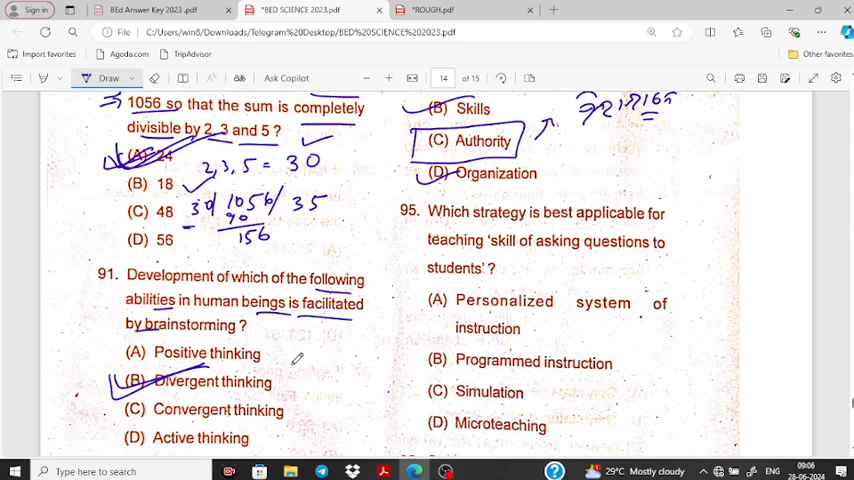 Sign in
BEd Answer Key 2023 .pdf
*BED SCIENCE 2023.pdf
*ROUGH.pdf
File
C:/Users/win8/Downloads/Telegram%20Desktop/BED%20SCIENCE%202023.pdf
Import favorites
Agoda.com
TripAdvisor
Other favorites
Draw
Ask Copilot
14
of 15
1056 so that the sum is completely
divisible by 2, 3 and 5 ?
(A) 24
2, 3, 5 = 30
(B) 18
30 1056 35
90
156
(C) 48
(D) 56
91. Development of which of the following
abilities in human beings is facilitated
by brainstorming ?
(A) Positive thinking
(B) Divergent thinking
(C) Convergent thinking
(D) Active thinking
(B) Skills
(C) Authority
(D) Organization
95. Which strategy is best applicable for
teaching 'skill of asking questions to
students' ?
(A) Personalized system of
instruction
(B) Programmed instruction
(C) Simulation
(D) Microteaching
Type here to search
29°C Mostly cloudy
ENG
09:06
28-06-2024